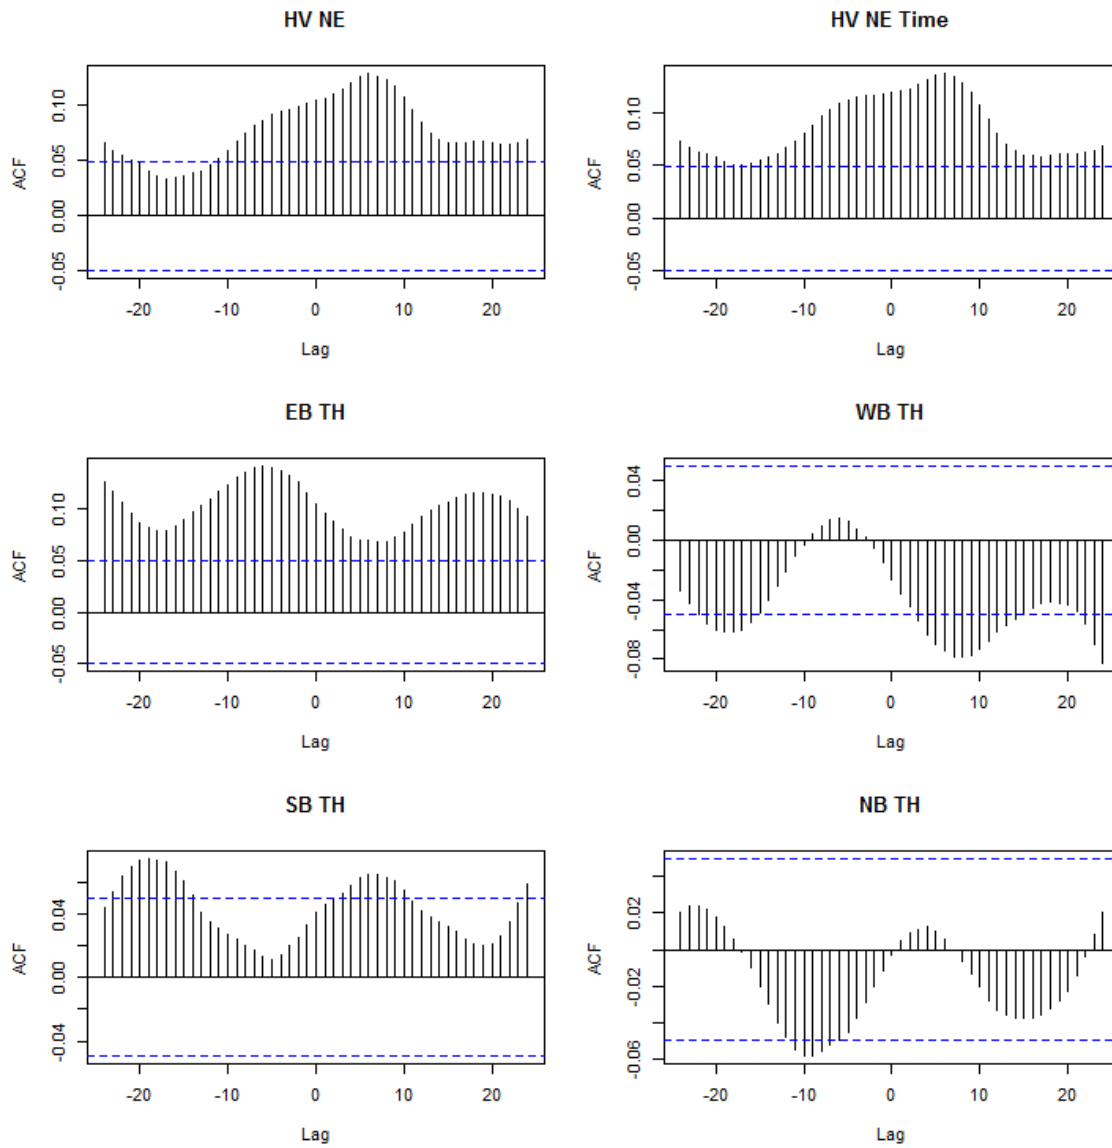 HV NE
HV NE Time
ACF
-0.05 0.00 0.05 0.10
-20 -10 0 10 20
Lag
ACF
-0.05 0.00 0.05 0.10
-20 -10 0 10 20
Lag
EB TH
WB TH
ACF
-0.05 0.00 0.05 0.10
-20 -10 0 10 20
Lag
ACF
-0.08 -0.04 0.00 0.04
-20 -10 0 10 20
Lag
SB TH
NB TH
ACF
-0.04 0.00 0.04
-20 -10 0 10 20
Lag
ACF
-0.06 -0.02 0.02
-20 -10 0 10 20
Lag